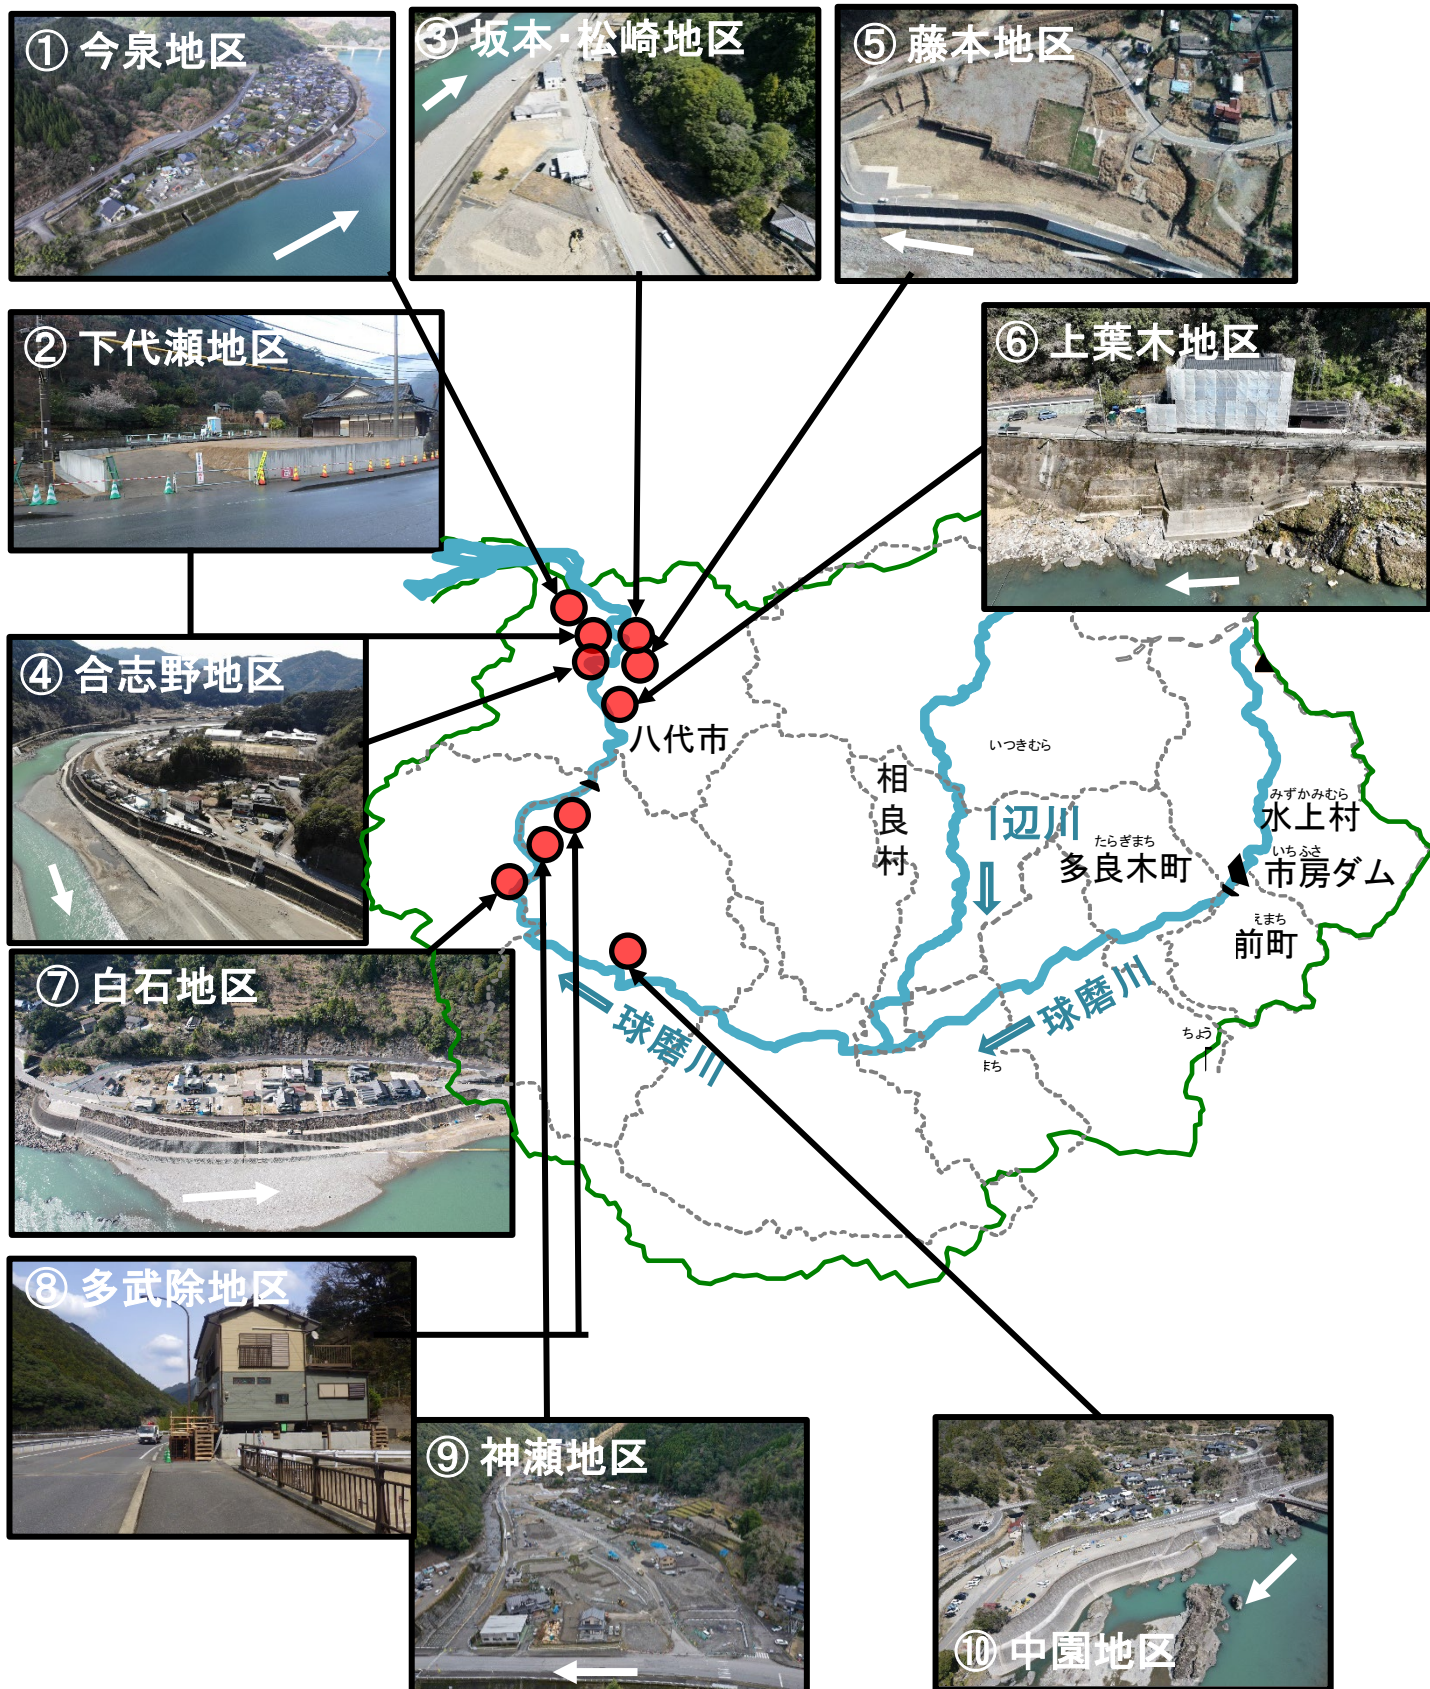 ① 今泉地区
③ 坂本・松崎地区
⑤ 藤本地区
② 下代瀬地区
⑥ 上葉木地区
④ 合志野地区
八代市
いつきむら
相良村
辺川
たらぎまち
多良木町
みずかみむら
水上村
いちふさ
市房ダム
えまち
前町
球磨川
球磨川
ちよう
まち
⑦ 白石地区
⑧ 多武除地区
⑨ 神瀬地区
⑩ 中園地区